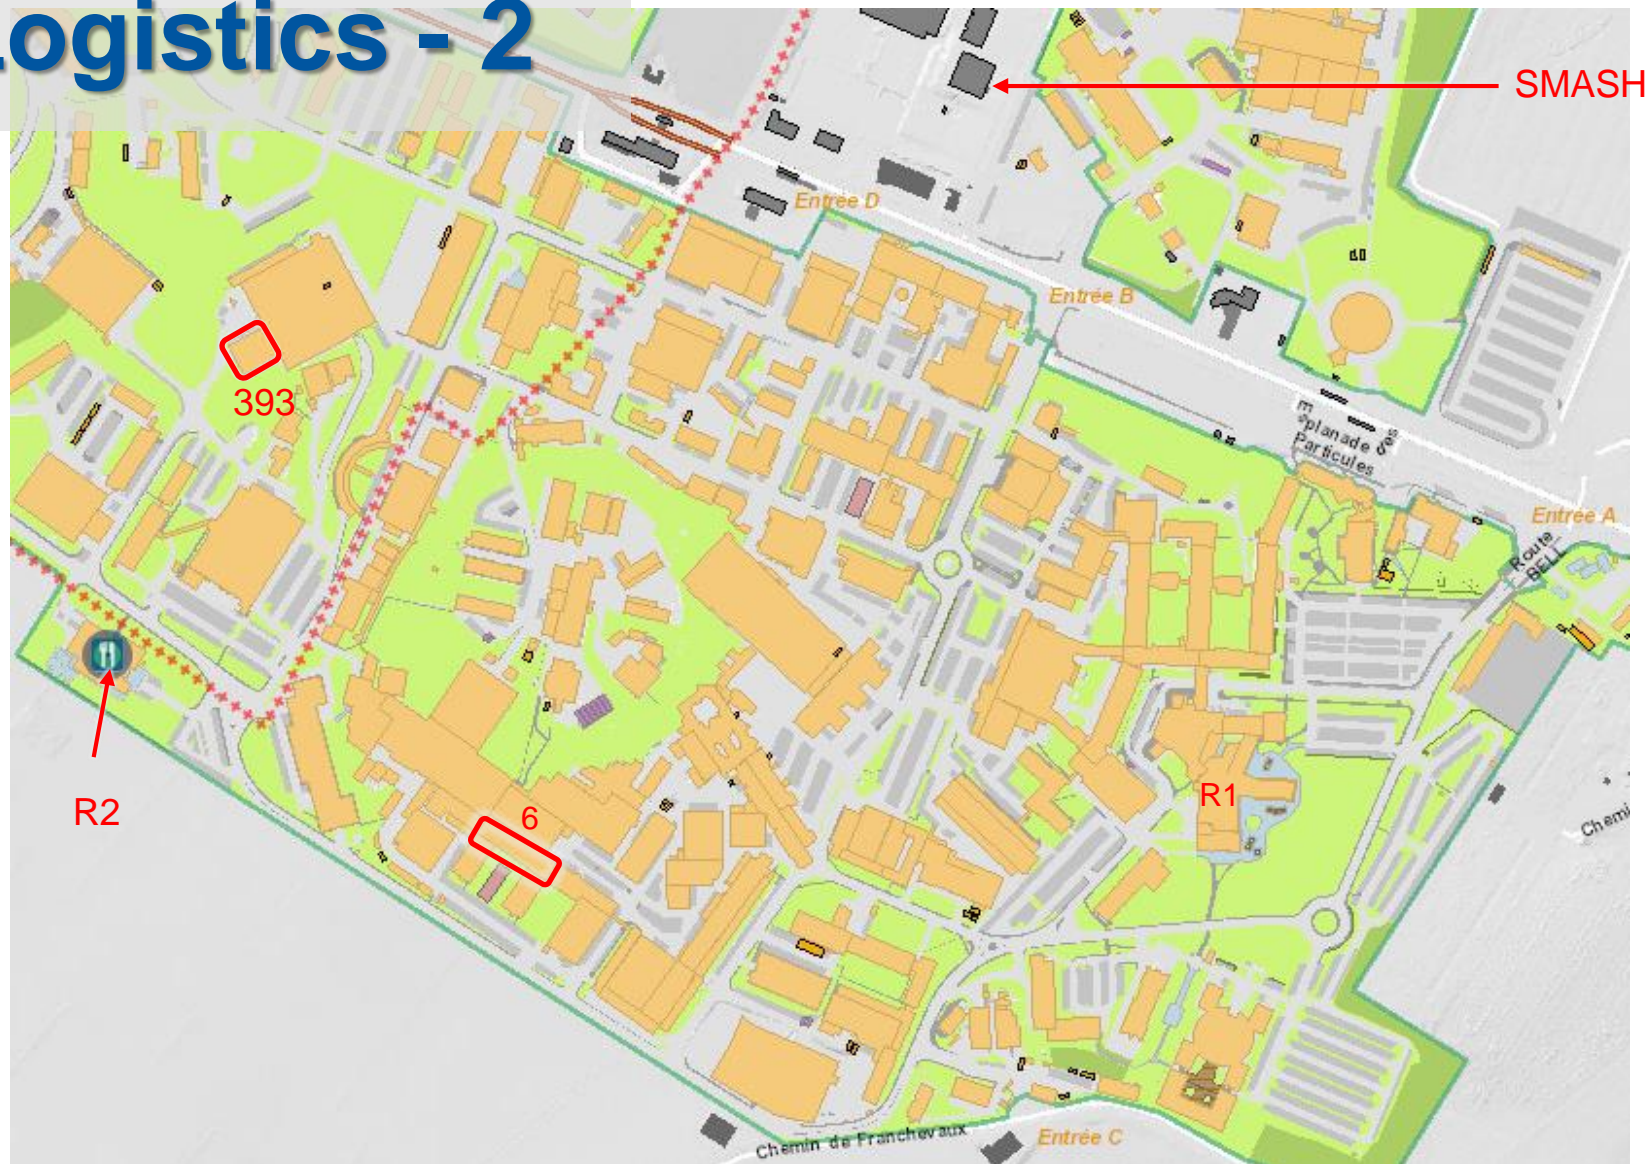 ogistics - 2
SMASH
Entrée D
Entrée B
393
Esplanade des
Particules
Entrée A
Route
BELL
R2
6
R1
Chemi
Chemin de Franchevaux
Entrée C